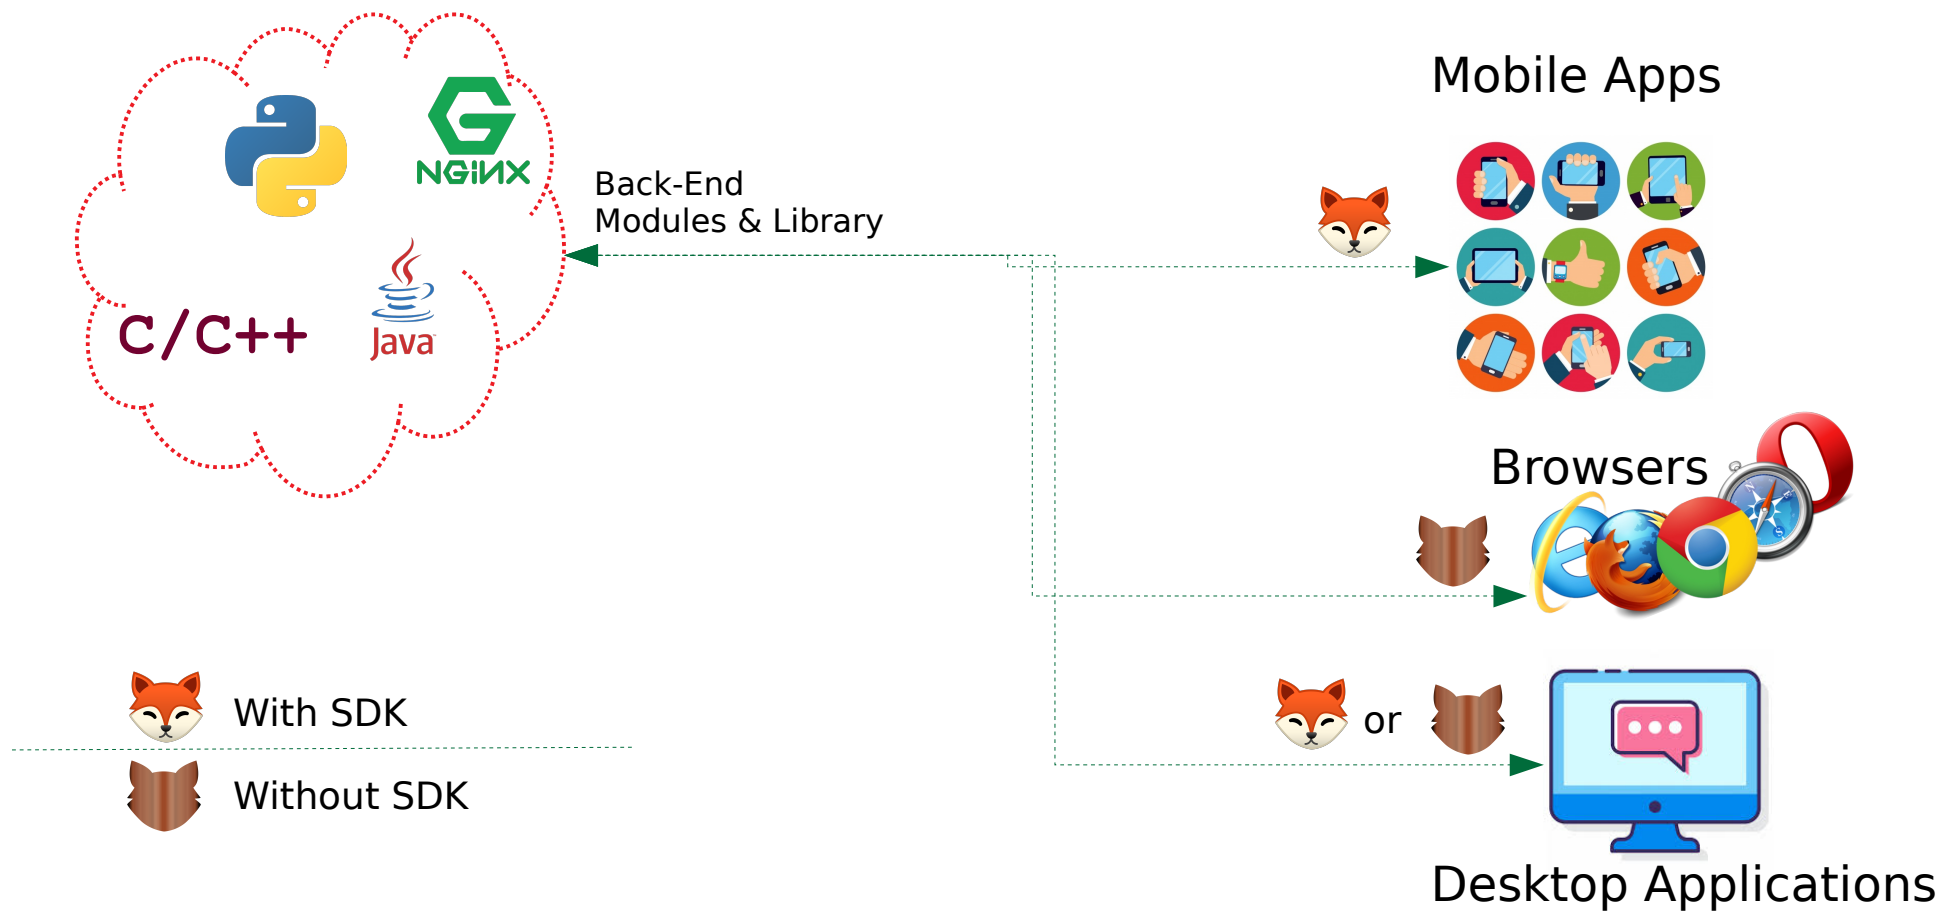 Mobile Apps
NGiNX
Back-End
Modules & Library
C/C++
Java
Browsers
With SDK
or
Without SDK
Desktop Applications